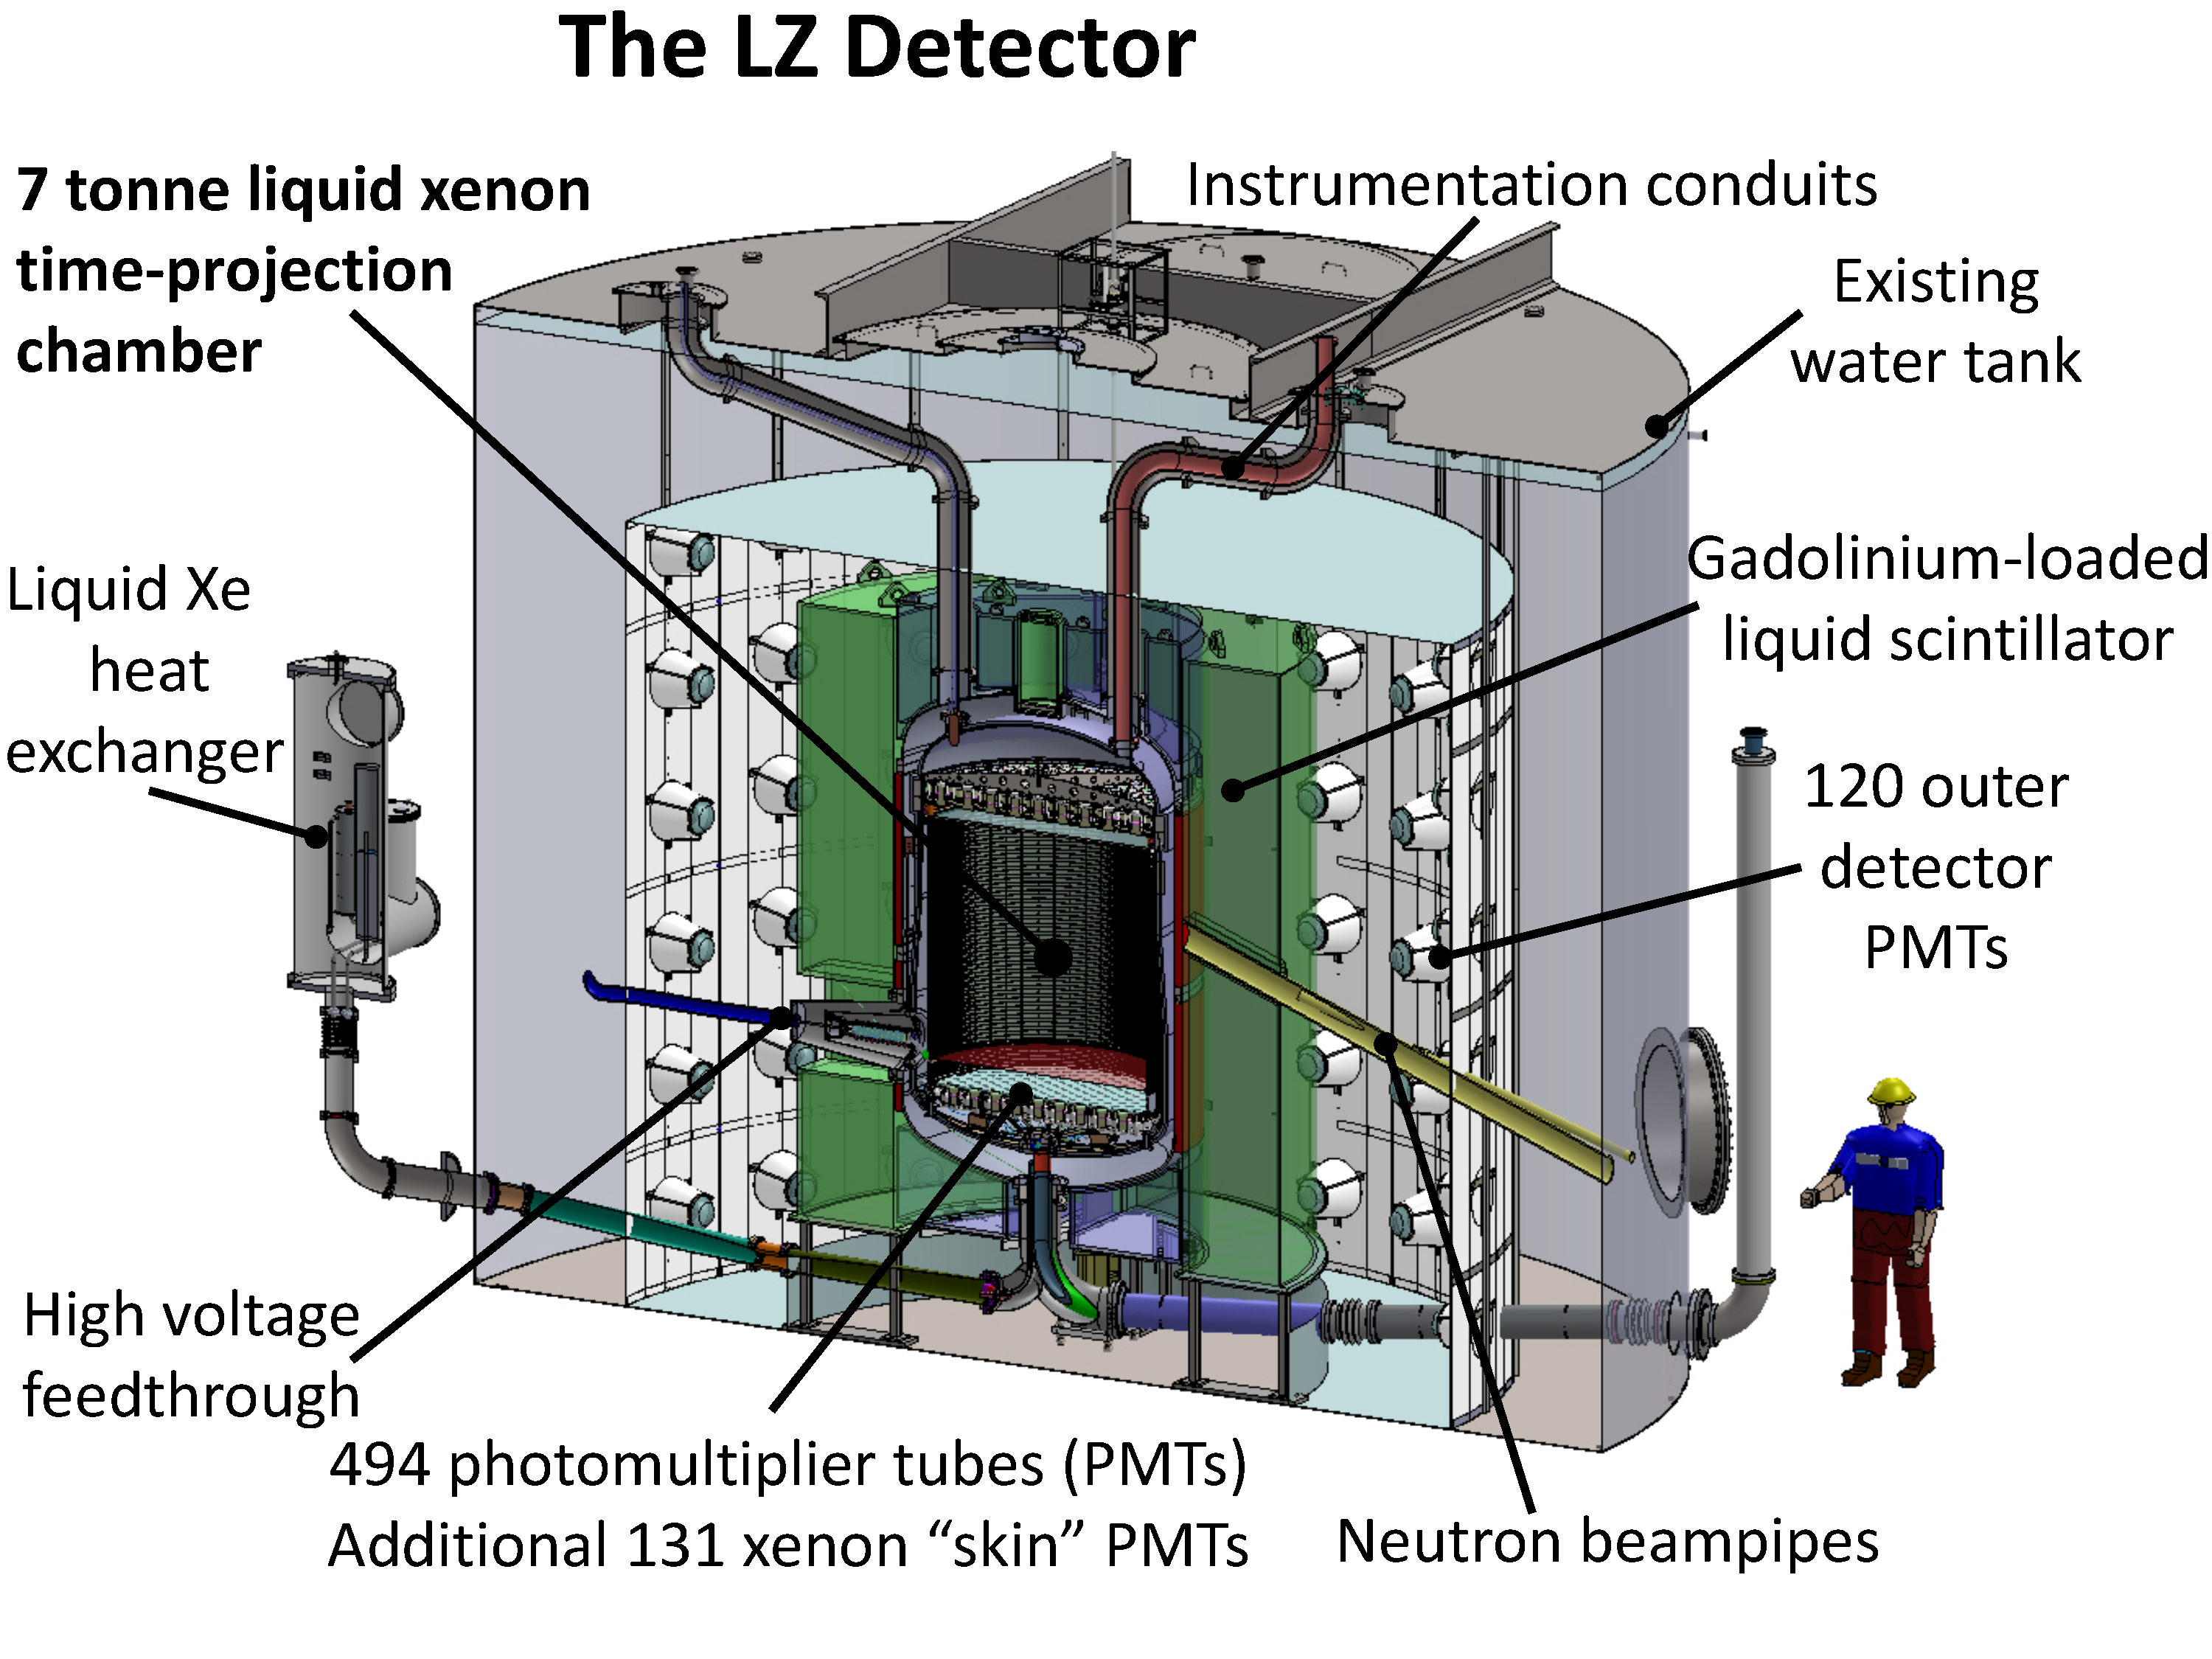 The LZ Detector
7 tonne liquid xenon
time-projection
chamber
Instrumentation conduits
Existing
water tank
Liquid Xe
heat
exchanger
Gadolinium-loaded
liquid scintillator
120 outer
detector
PMTs
High voltage
feedthrough
494 photomultiplier tubes (PMTs)
Additional 131 xenon “skin” PMTs
Neutron beampipes